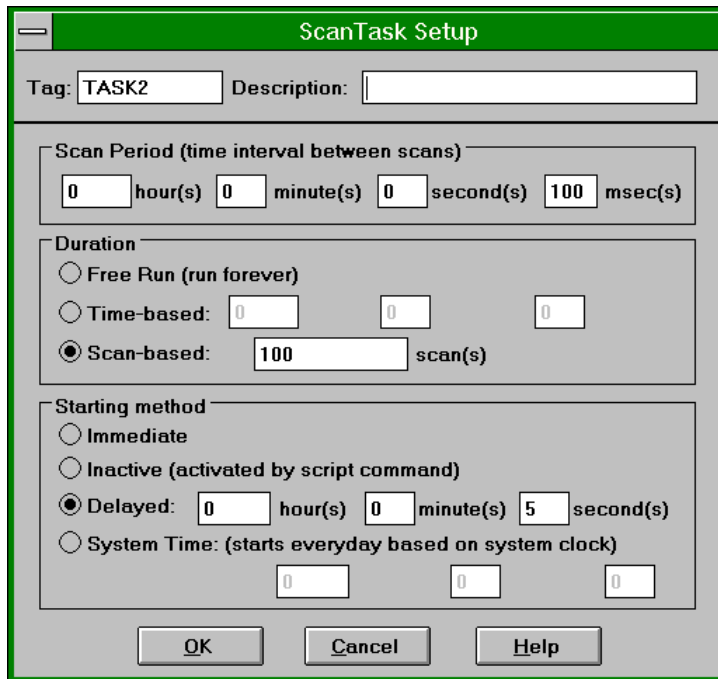 ScanTask Setup
Tag: TASK2 Description:
Scan Period (time interval between scans)
0 hour(s) 0 minute(s) 0 second(s) 100 msec(s)
Duration
Free Run (run forever)
Time-based: 0 0 0
Scan-based: 100 scan(s)
Starting method
Immediate
Inactive (activated by script command)
Delayed: 0 hour(s) 0 minute(s) 5 second(s)
System Time: (starts everyday based on system clock)
0 0 0
OK Cancel Help